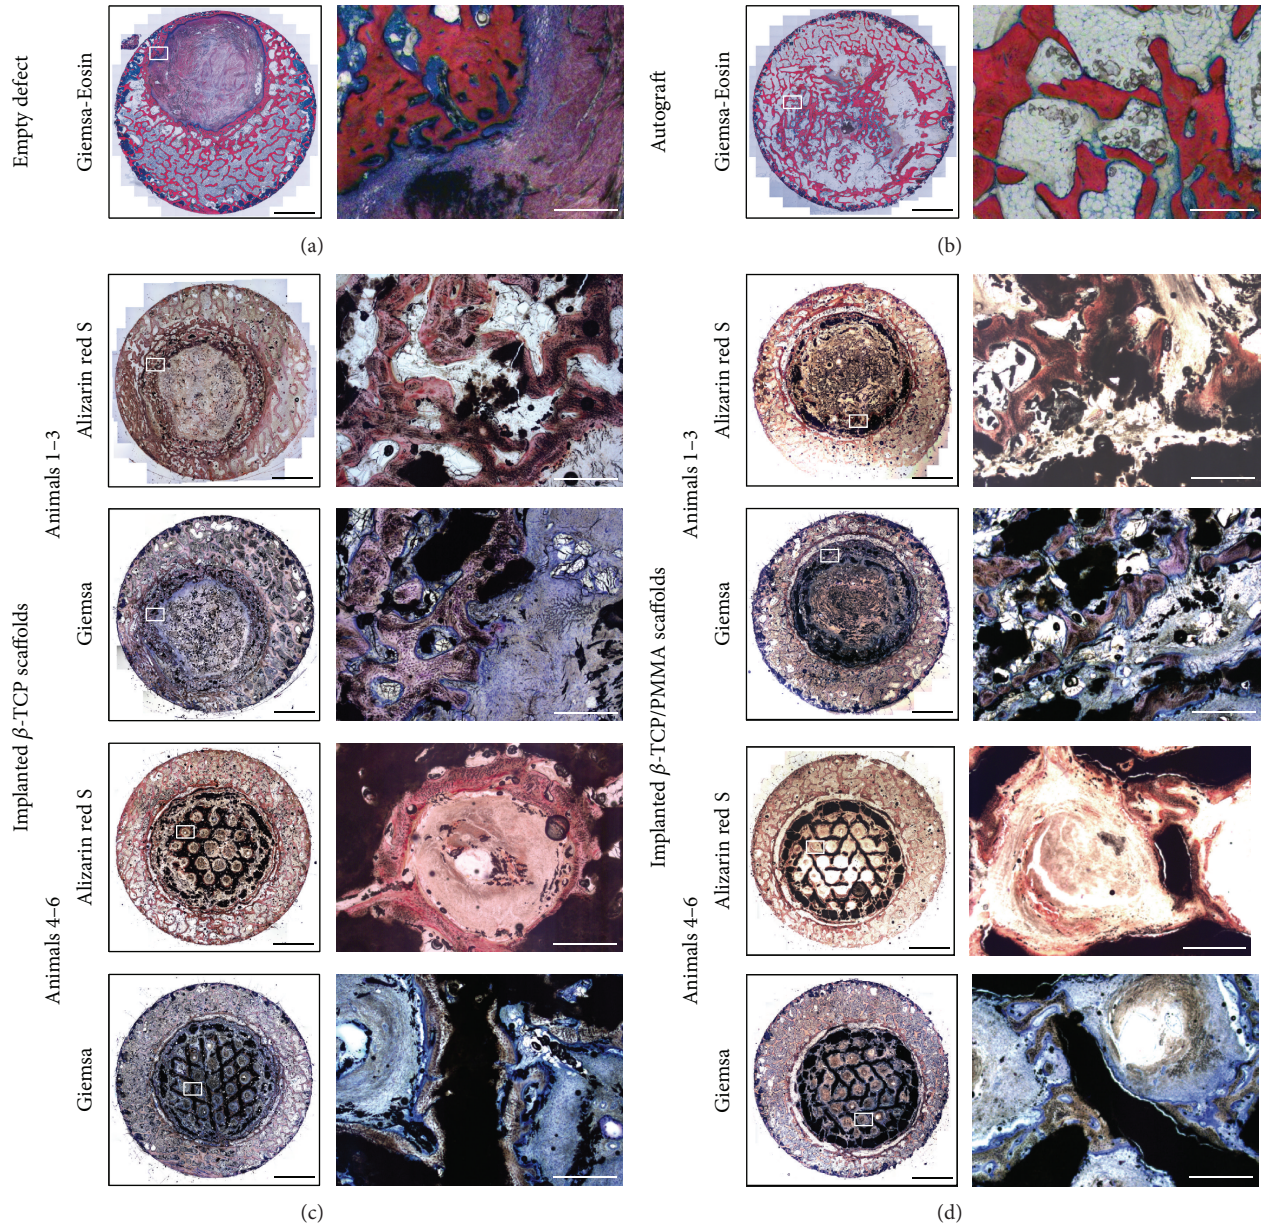 Empty defect
Giemsa-Eosin
(a)
Autograft
Giemsa-Eosin
(b)
Implanted β-TCP scaffolds
Animals 1–3
Alizarin red S
Giemsa
Animals 4–6
Alizarin red S
Giemsa
(c)
Implanted β-TCP/PMMA scaffolds
Animals 1–3
Alizarin red S
Giemsa
Animals 4–6
Alizarin red S
Giemsa
(d)